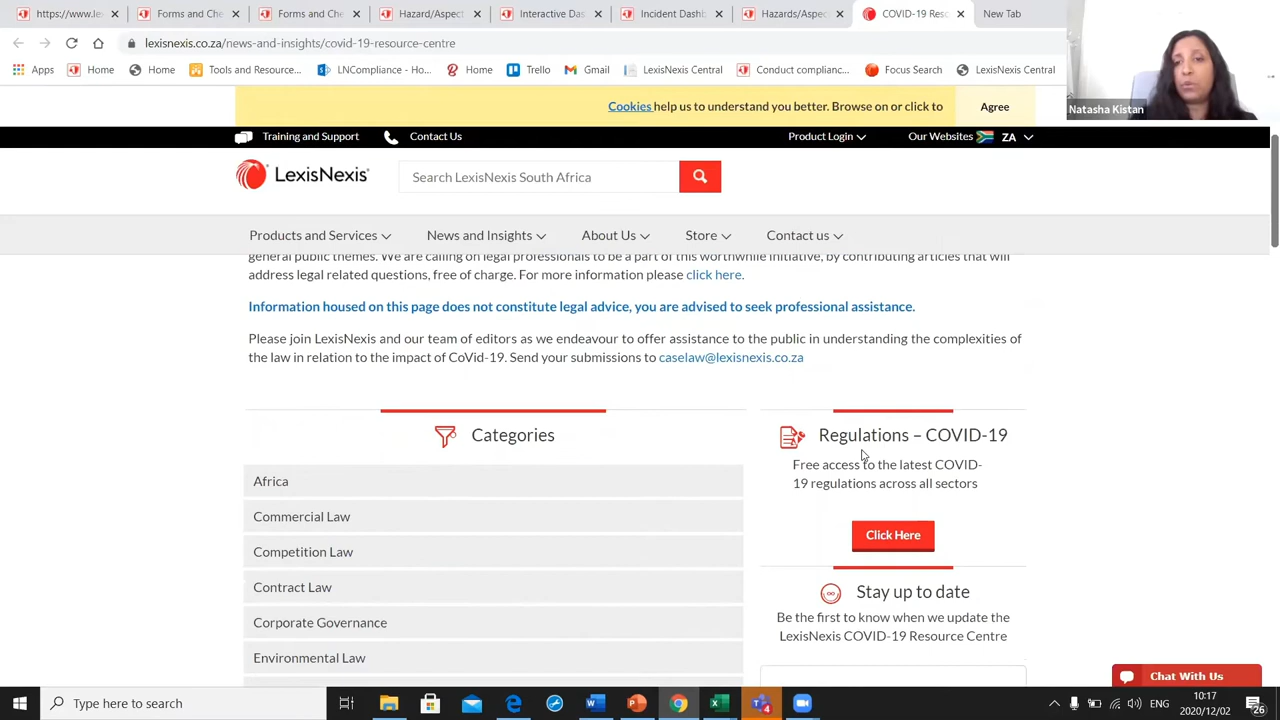 https://www.lex
Forms and Che
Forms and Che
Hazard/Aspect
Interactive Das
Incident Dashb
Hazards/Aspec
COVID-19 Reso
New Tab
lexisnexis.co.za/news-and-insights/covid-19-resource-centre
Apps
Home
Home
Tools and Resource...
LNCompliance - Ho...
Home
Trello
Gmail
LexisNexis Central
Conduct complianc...
Focus Search
LexisNexis Central
Natasha Kistan
Cookies help us to understand you better. Browse on or click to
Agree
Training and Support
Contact Us
Product Login
Our Websites
ZA
LexisNexis
Search LexisNexis South Africa
Products and Services
News and Insights
About Us
Store
Contact us
general public themes. We are calling on legal professionals to be a part of this worthwhile initiative, by contributing articles that will
address legal related questions, free of charge. For more information please click here.
Information housed on this page does not constitute legal advice, you are advised to seek professional assistance.
Please join LexisNexis and our team of editors as we endeavour to offer assistance to the public in understanding the complexities of
the law in relation to the impact of CoVid-19. Send your submissions to caselaw@lexisnexis.co.za
Categories
Africa
Commercial Law
Competition Law
Contract Law
Corporate Governance
Environmental Law
Regulations – COVID-19
Free access to the latest COVID-
19 regulations across all sectors
Click Here
Stay up to date
Be the first to know when we update the
LexisNexis COVID-19 Resource Centre
Chat With Us
Type here to search
4
ENG
10:17
2020/12/02
26